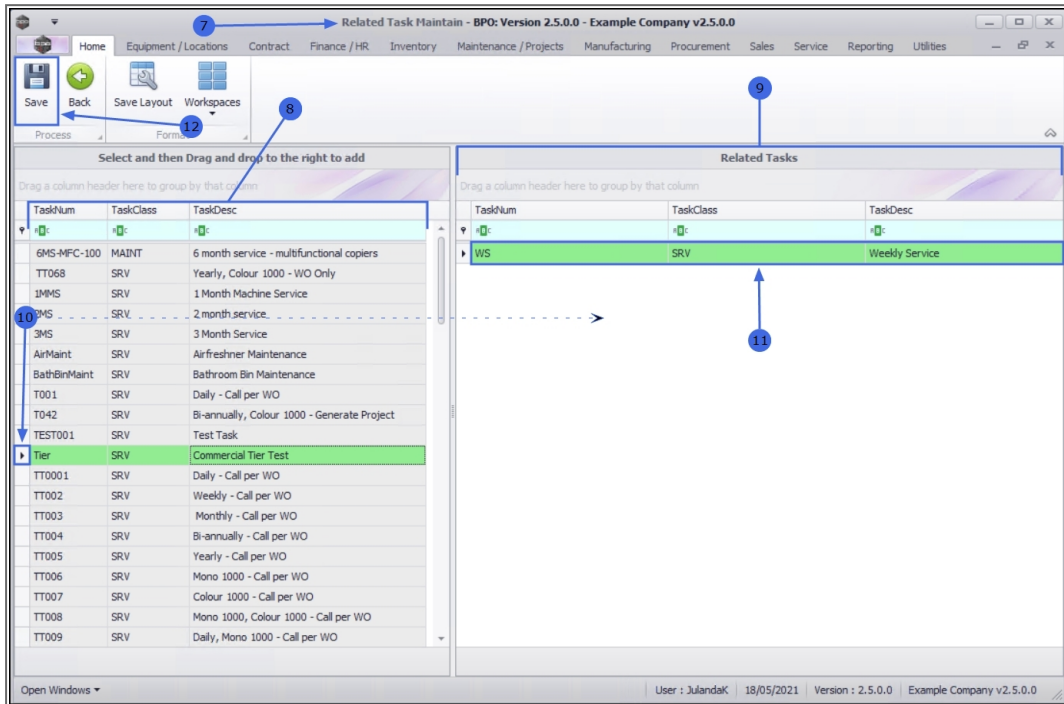 7
Related Task Maintain - BPO: Version 2.5.0.0 - Example Company v2.5.0.0
Home Equipment / Locations Contract Finance / HR Inventory Maintenance / Projects Manufacturing Procurement Sales Service Reporting Utilities
Save Back Save Layout Workspaces
8
9
12
Process
Select and then Drag and drop to the right to add
Related Tasks
Drag a column header here to group by that column
Drag a column header here to group by that column
TaskNum TaskClass TaskDesc
TaskNum TaskClass TaskDesc
6MS-MFC-100 MAINT 6 month service - multifunctional copiers
WS SRV Weekly Service
TT068 SRV Yearly, Colour 1000 - WO Only
1MMS SRV 1 Month Machine Service
10
SRV 2 month service
3MS SRV 3 Month Service
11
AirMaint SRV Airfreshner Maintenance
BathBinMaint SRV Bathroom Bin Maintenance
T001 SRV Daily - Call per WO
T042 SRV Bi-annually, Colour 1000 - Generate Project
TEST001 SRV Test Task
Tier SRV Commercial Tier Test
TT0001 SRV Daily - Call per WO
TT002 SRV Weekly - Call per WO
TT003 SRV Monthly - Call per WO
TT004 SRV Bi-annually - Call per WO
TT005 SRV Yearly - Call per WO
TT006 SRV Mono 1000 - Call per WO
TT007 SRV Colour 1000 - Call per WO
TT008 SRV Mono 1000, Colour 1000 - Call per WO
TT009 SRV Daily, Mono 1000 - Call per WO
Open Windows
User : JulandaK 18/05/2021 Version : 2.5.0.0 Example Company v2.5.0.0